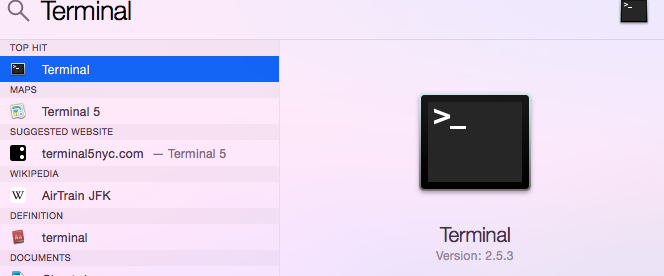 Terminal
TOP HIT
Terminal
MAPS
Terminal 5
SUGGESTED WEBSITE
terminal5nyc.com — Terminal 5
WIKIPEDIA
W AirTrain JFK
DEFINITION
terminal
DOCUMENTS
>_
Terminal
Version: 2.5.3